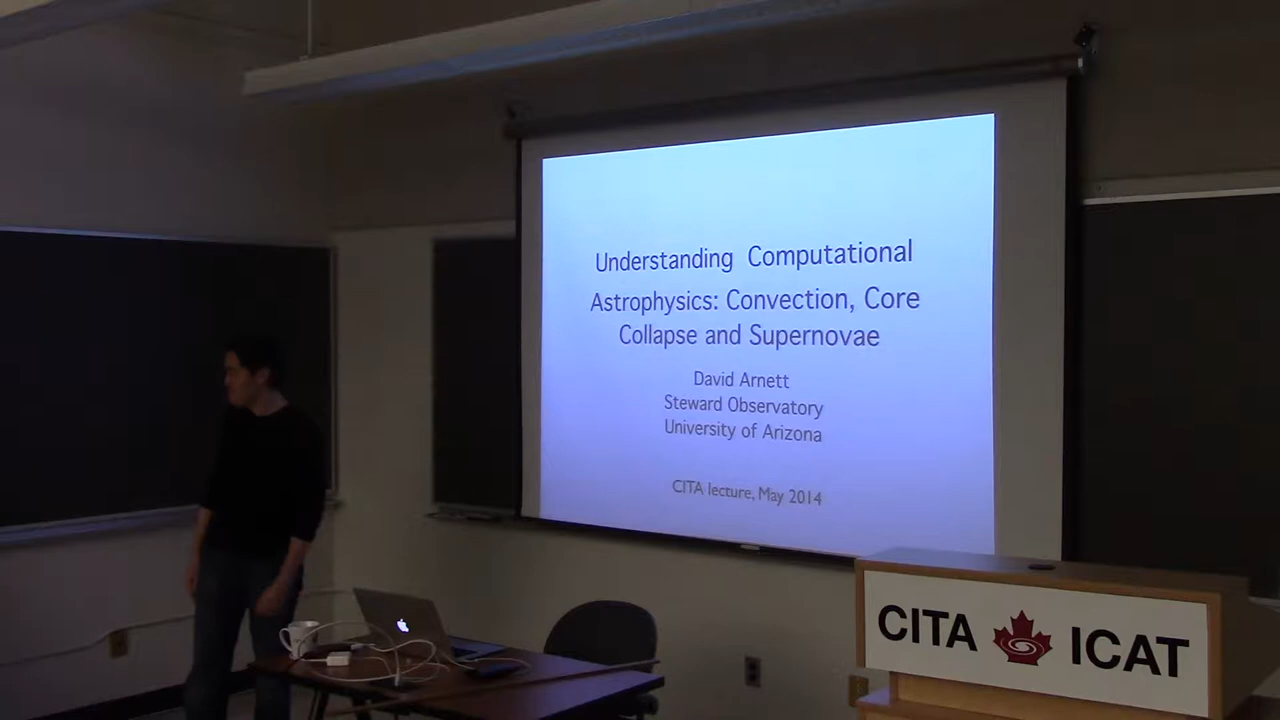 Understanding Computational
Astrophysics: Convection, Core
Collapse and Supernovae
David Arnett
Steward Observatory
University of Arizona
CITA lecture, May 2014
CITA ICAT